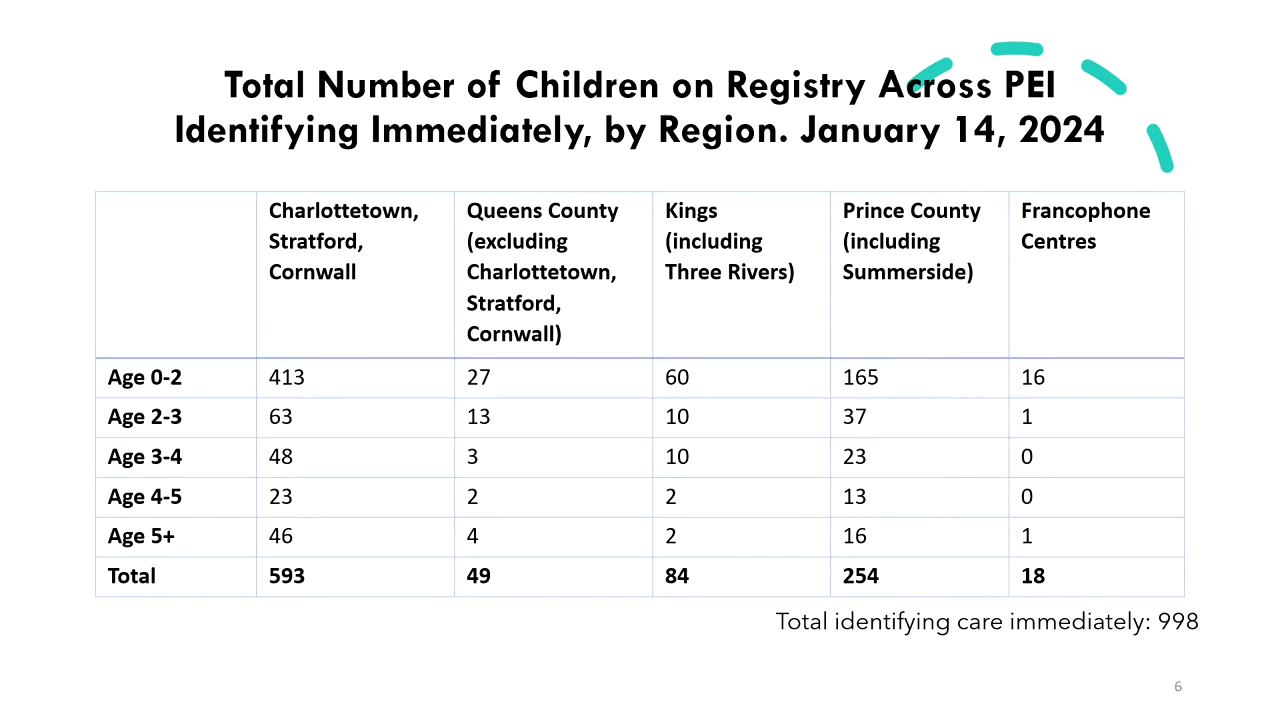 Total Number of Children on Registry Across PEI
Identifying Immediately, by Region. January 14, 2024
Charlottetown, Stratford, Cornwall
Queens County (excluding Charlottetown, Stratford, Cornwall)
Kings (including Three Rivers)
Prince County (including Summerside)
Francophone Centres
Age 0-2 413 27 60 165 16
Age 2-3 63 13 10 37 1
Age 3-4 48 3 10 23 0
Age 4-5 23 2 2 13 0
Age 5+ 46 4 2 16 1
Total 593 49 84 254 18
Total identifying care immediately: 998
6